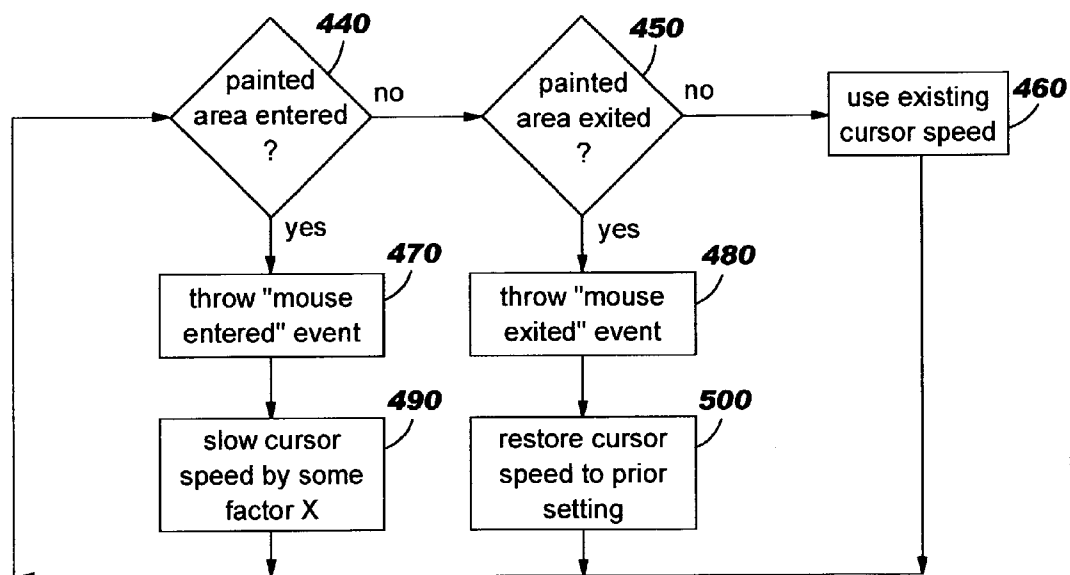 440
painted
area entered
?
no
yes
450
painted
area exited
?
no
yes
460
use existing
cursor speed
470
throw "mouse
entered" event
480
throw "mouse
exited" event
490
slow cursor
speed by some
factor X
500
restore cursor
speed to prior
setting